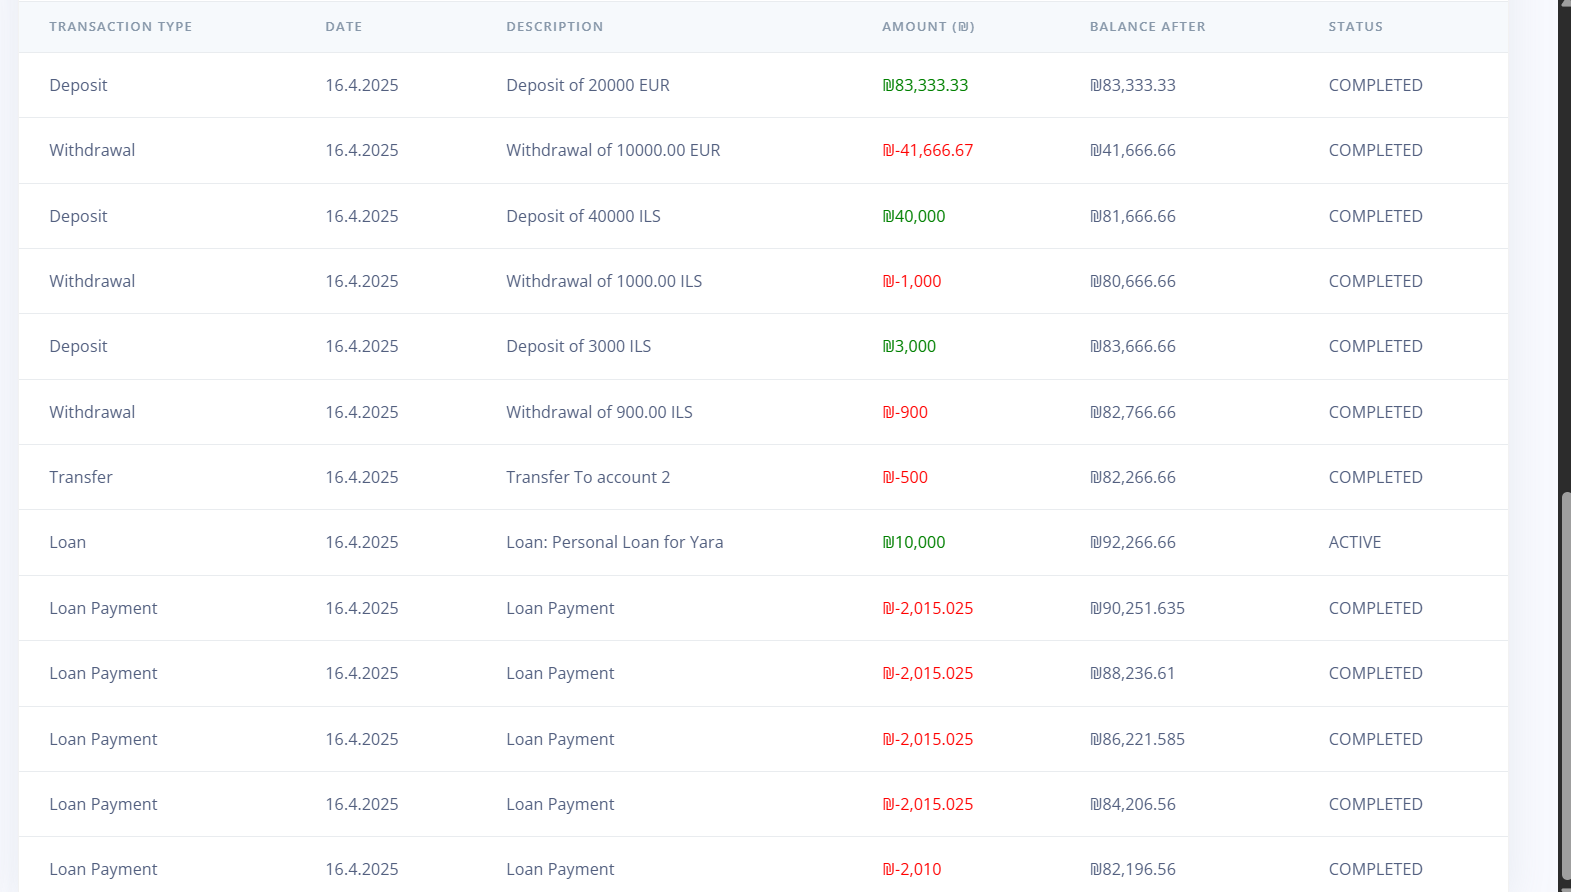 TRANSACTION TYPE DATE DESCRIPTION AMOUNT (₪) BALANCE AFTER STATUS
Deposit 16.4.2025 Deposit of 20000 EUR ₪83,333.33 ₪83,333.33 COMPLETED
Withdrawal 16.4.2025 Withdrawal of 10000.00 EUR ₪-41,666.67 ₪41,666.66 COMPLETED
Deposit 16.4.2025 Deposit of 40000 ILS ₪40,000 ₪81,666.66 COMPLETED
Withdrawal 16.4.2025 Withdrawal of 1000.00 ILS ₪-1,000 ₪80,666.66 COMPLETED
Deposit 16.4.2025 Deposit of 3000 ILS ₪3,000 ₪83,666.66 COMPLETED
Withdrawal 16.4.2025 Withdrawal of 900.00 ILS ₪-900 ₪82,766.66 COMPLETED
Transfer 16.4.2025 Transfer To account 2 ₪-500 ₪82,266.66 COMPLETED
Loan 16.4.2025 Loan: Personal Loan for Yara ₪10,000 ₪92,266.66 ACTIVE
Loan Payment 16.4.2025 Loan Payment ₪-2,015.025 ₪90,251.635 COMPLETED
Loan Payment 16.4.2025 Loan Payment ₪-2,015.025 ₪88,236.61 COMPLETED
Loan Payment 16.4.2025 Loan Payment ₪-2,015.025 ₪86,221.585 COMPLETED
Loan Payment 16.4.2025 Loan Payment ₪-2,015.025 ₪84,206.56 COMPLETED
Loan Payment 16.4.2025 Loan Payment ₪-2,010 ₪82,196.56 COMPLETED